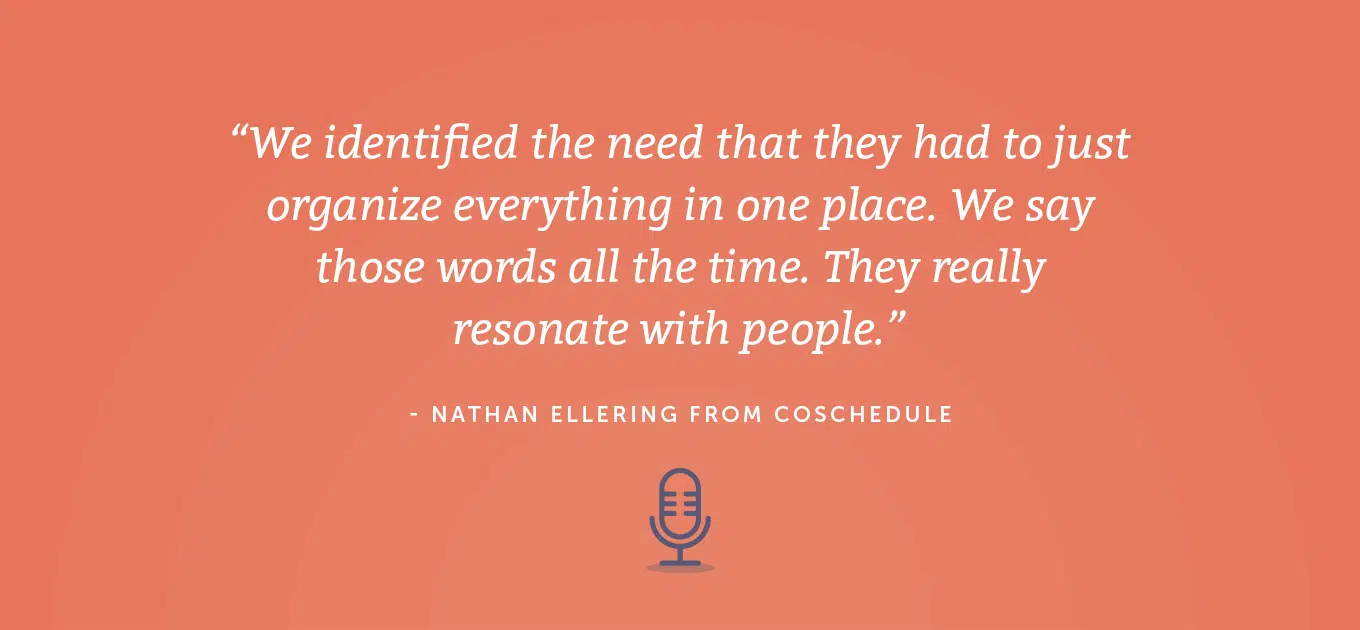 “We identified the need that they had to just
organize everything in one place. We say
those words all the time. They really
resonate with people.”
- NATHAN ELLERING FROM COSCHEDULE